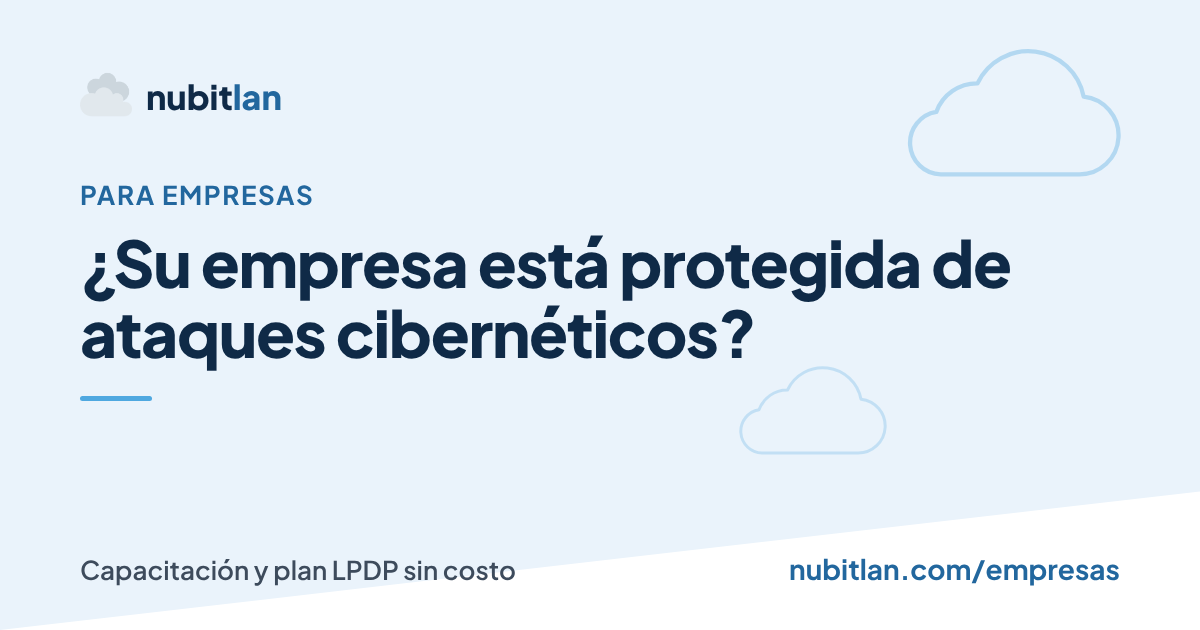 nubitlan
PARA EMPRESAS
¿Su empresa está protegida de
ataques cibernéticos?
Capacitación y plan LPDP sin costo
nubitlan.com/empresas